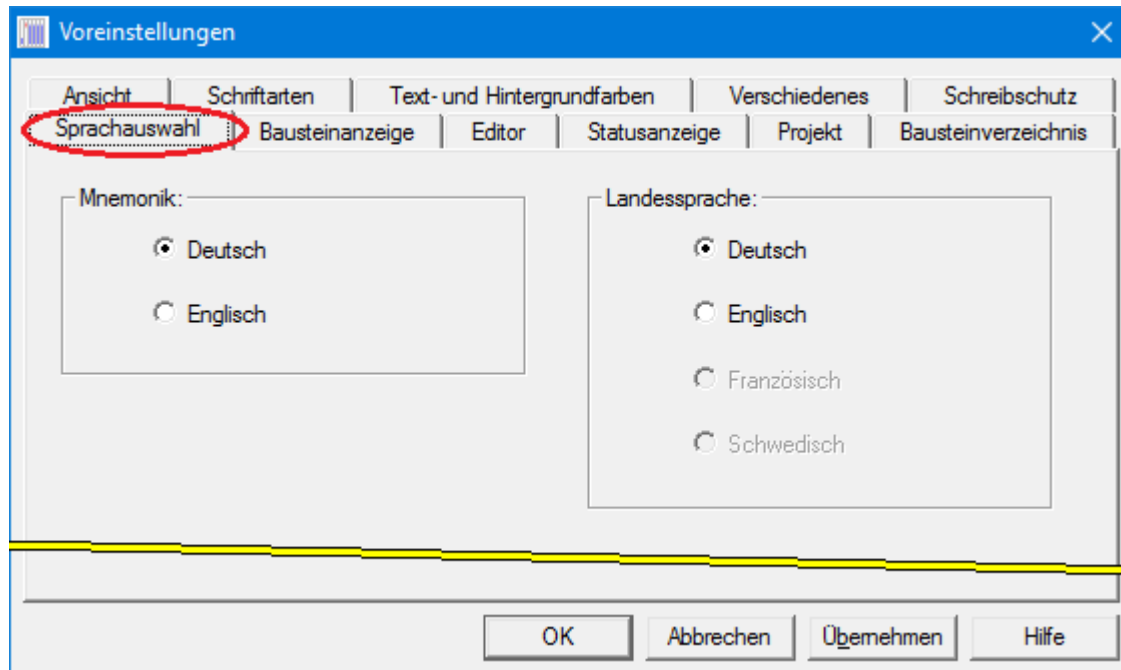 Voreinstellungen
Ansicht Schriftarten Text- und Hintergrundfarben Verschiedenes Schreibschutz
Sprachauswahl Bausteinanzeige Editor Statusanzeige Projekt Bausteinverzeichnis
Mnemonik: Landessprache:
Deutsch Deutsch
Englisch Englisch
Französisch
Schwedisch
OK Abbrechen Übernehmen Hilfe